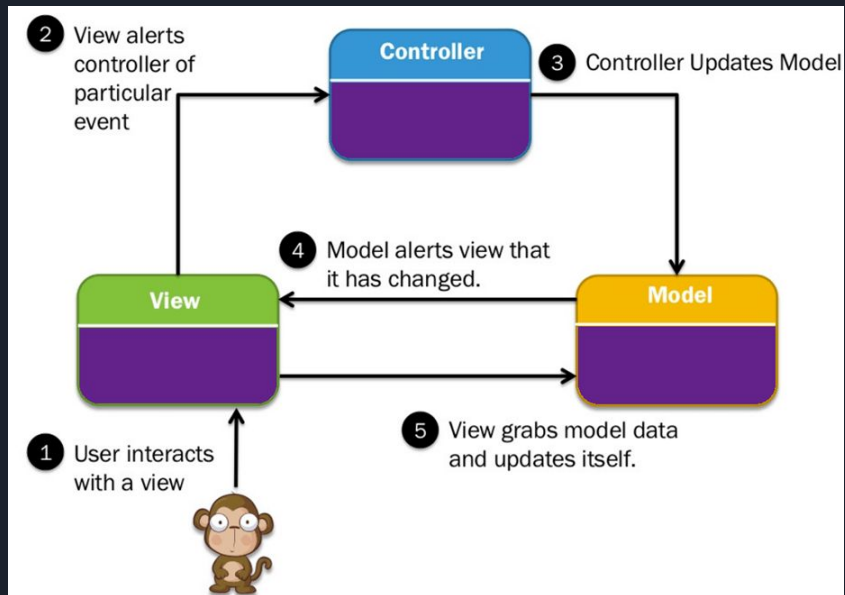 2 View alerts
controller of
particular
event
Controller
3 Controller Updates Model
4 Model alerts view that
it has changed.
View
Model
5 View grabs model data
and updates itself.
1 User interacts
with a view